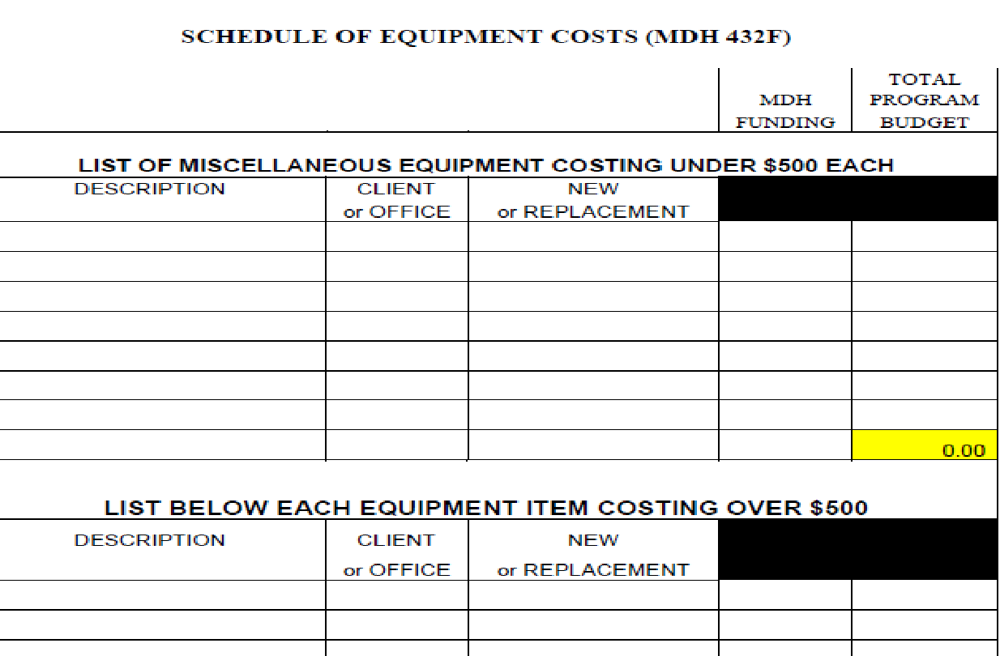 SCHEDULE OF EQUIPMENT COSTS (MDH 432F)
MDH
FUNDING
TOTAL
PROGRAM
BUDGET
LIST OF MISCELLANEOUS EQUIPMENT COSTING UNDER $500 EACH
DESCRIPTION
CLIENT
or OFFICE
NEW
or REPLACEMENT
0.00
LIST BELOW EACH EQUIPMENT ITEM COSTING OVER $500
DESCRIPTION
CLIENT
or OFFICE
NEW
or REPLACEMENT